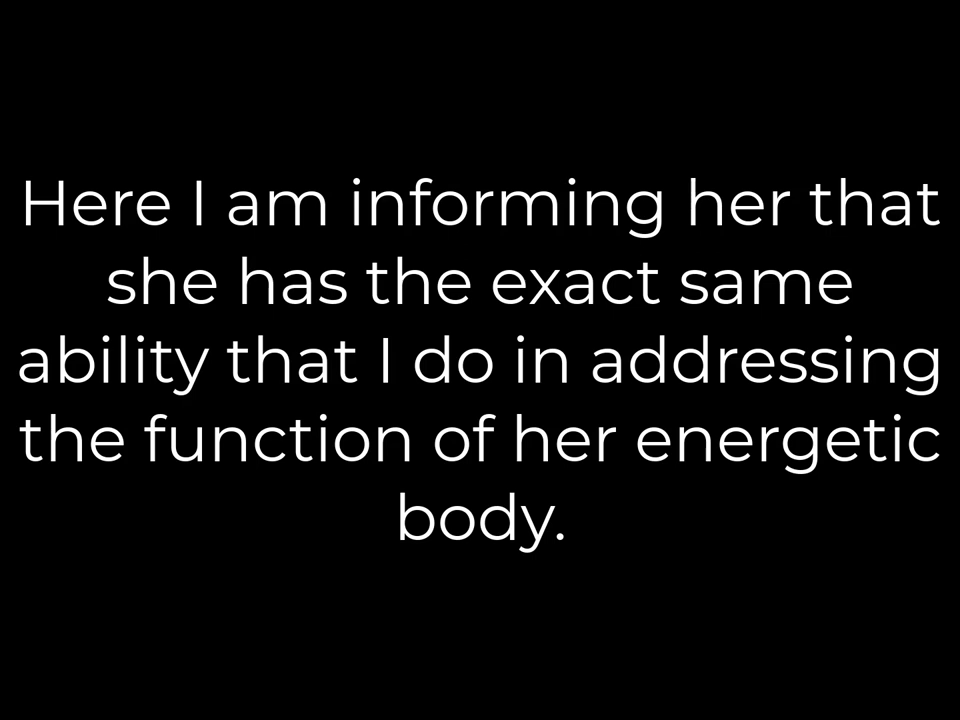 Here I am informing her that
she has the exact same
ability that I do in addressing
the function of her energetic
body.